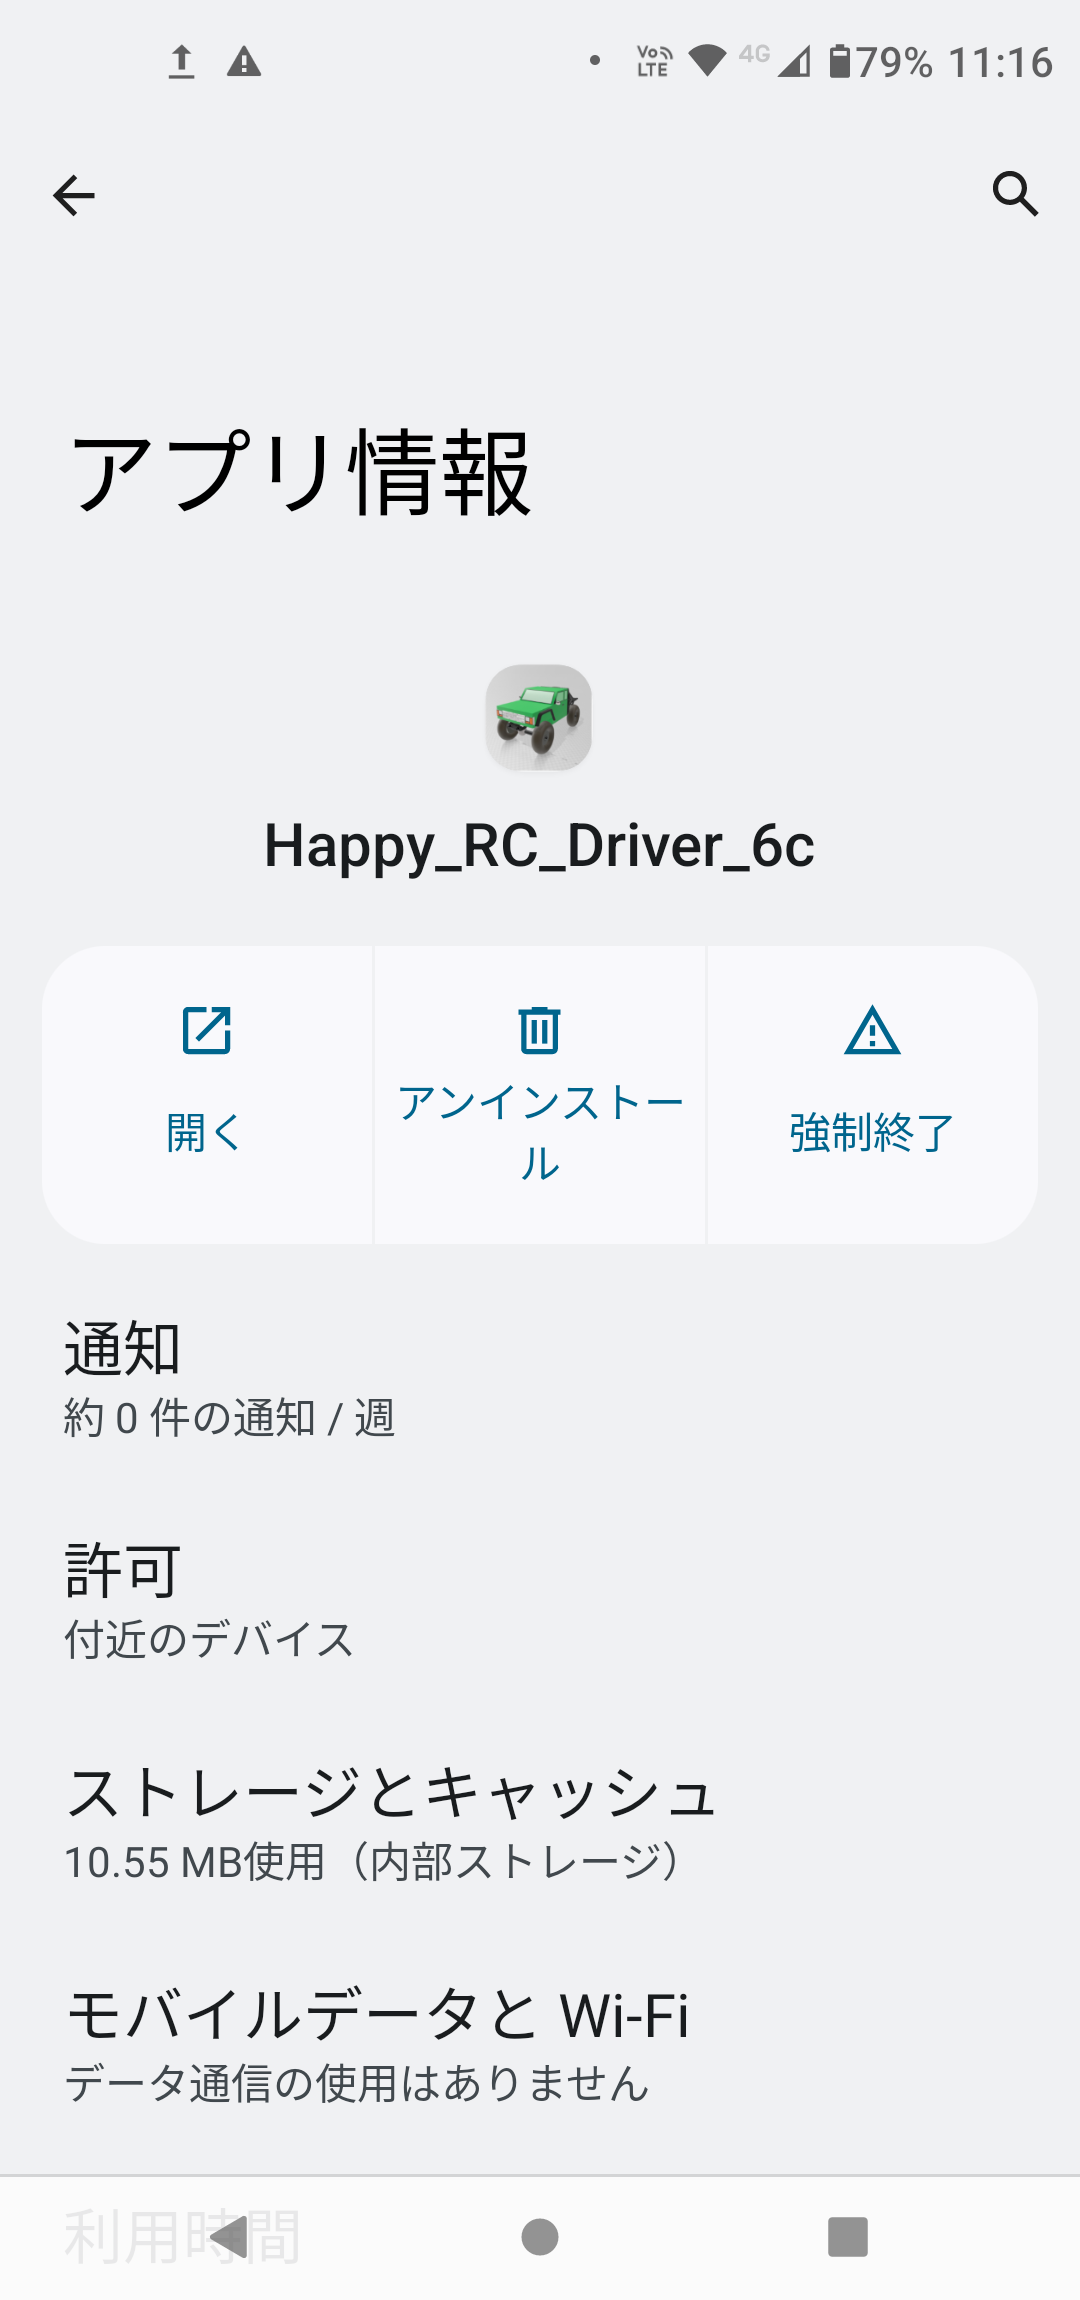 VoLTE 4G 79% 11:16
アプリ情報
Happy_RC_Driver_6c
開く
アンインストー
ル
強制終了
通知
約 0 件の通知 / 週
許可
付近のデバイス
ストレージとキャッシュ
10.55 MB使用（内部ストレージ）
モバイルデータと Wi-Fi
データ通信の使用はありません
利用時間